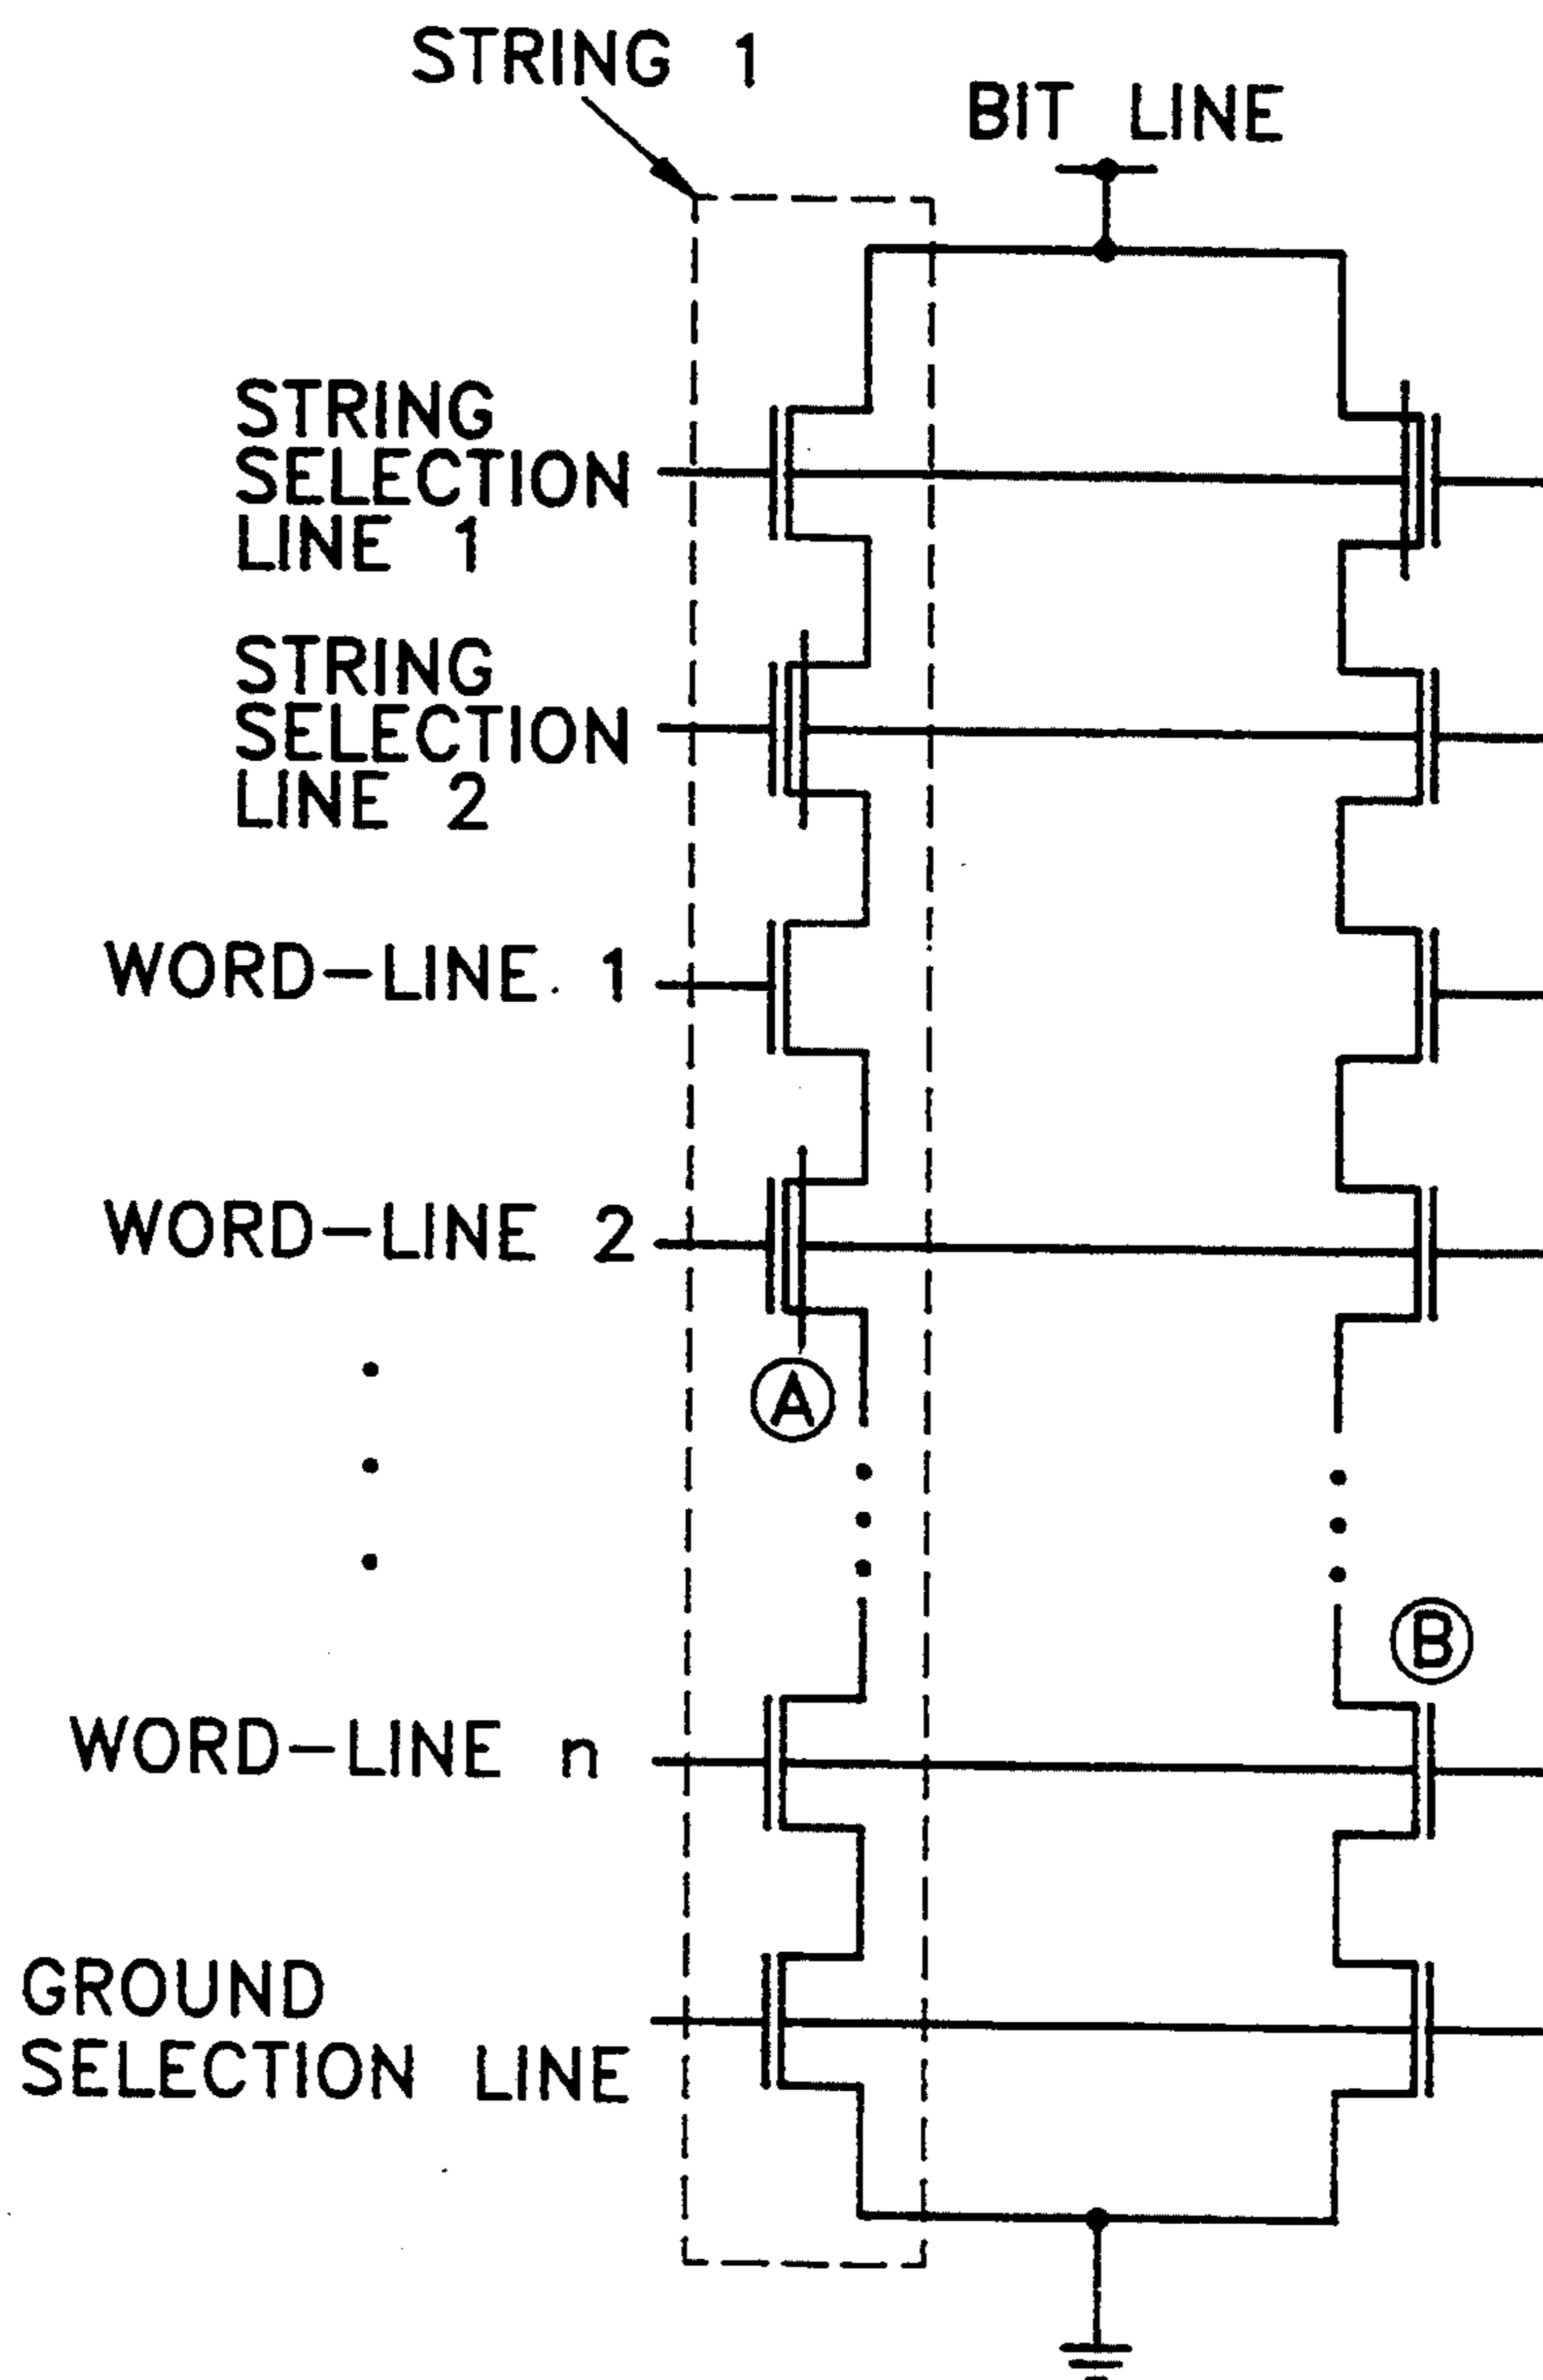 STRING 1
BIT LINE
STRING
SELECTION
LINE 1
STRING
SELECTION
LINE 2
WORD-LINE 1
WORD-LINE 2
A
B
WORD-LINE n
GROUND
SELECTION LINE